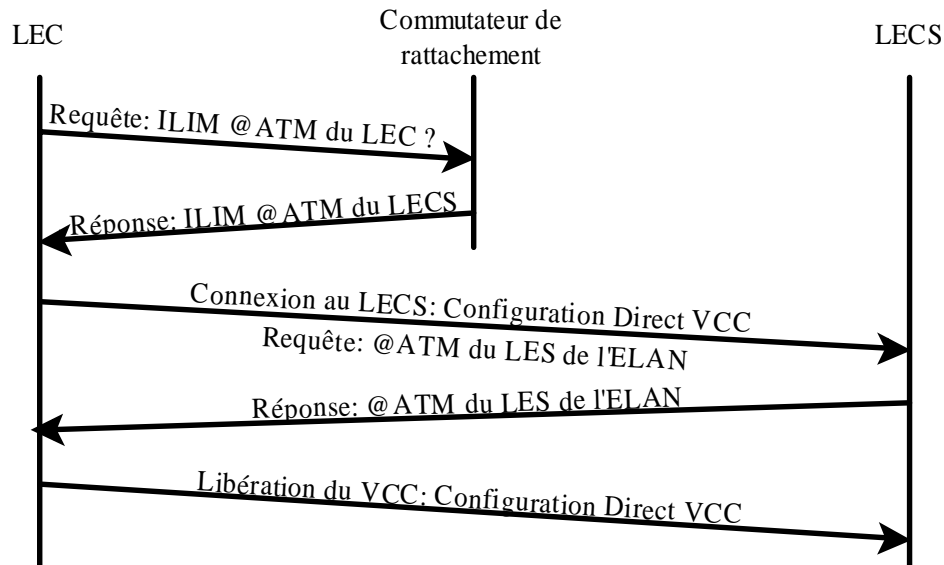 LEC
Commutateur de
rattachement
LECS
Requête: ILIM @ATM du LEC ?
Réponse: ILIM @ATM du LECS
Connexion au LECS: Configuration Direct VCC
Requête: @ATM du LES de l'ELAN
Réponse: @ATM du LES de l'ELAN
Libération du VCC: Configuration Direct VCC